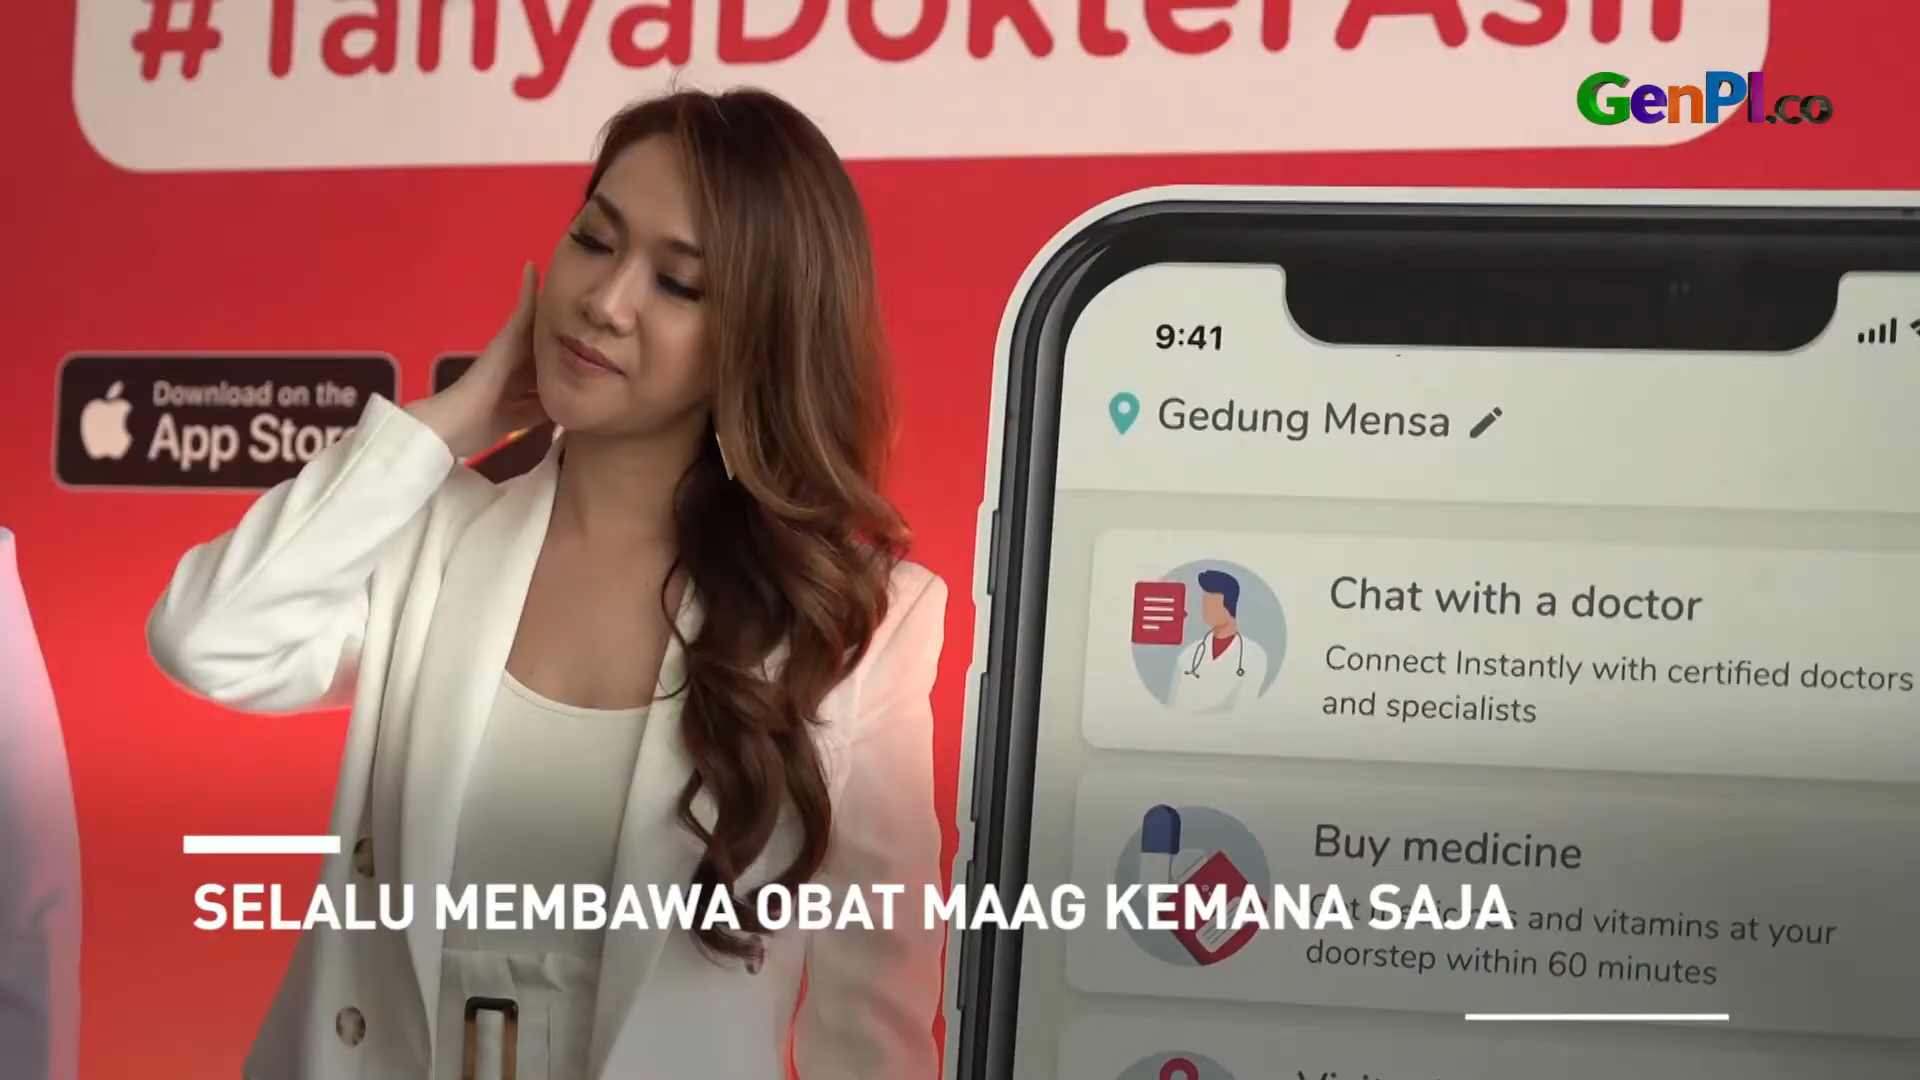 #TanyaDokterAsli
GenPI.co
Download on the
App Store
9:41
Gedung Mensa
Chat with a doctor
Connect Instantly with certified doctors
and specialists
Buy medicine
and vitamins at your
doorstep within 60 minutes
SELALU MEMBAWA OBAT MAAG KEMANA SAJA